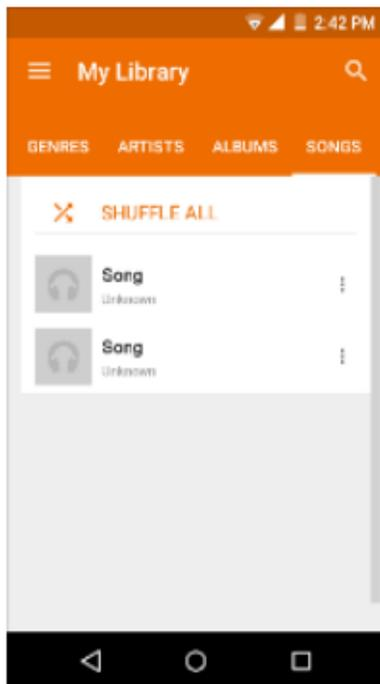 2:42 PM
My Library
GENRES ARTISTS ALBUMS SONGS
SHUFFLE ALL
Song
Unknown
Song
Unknown